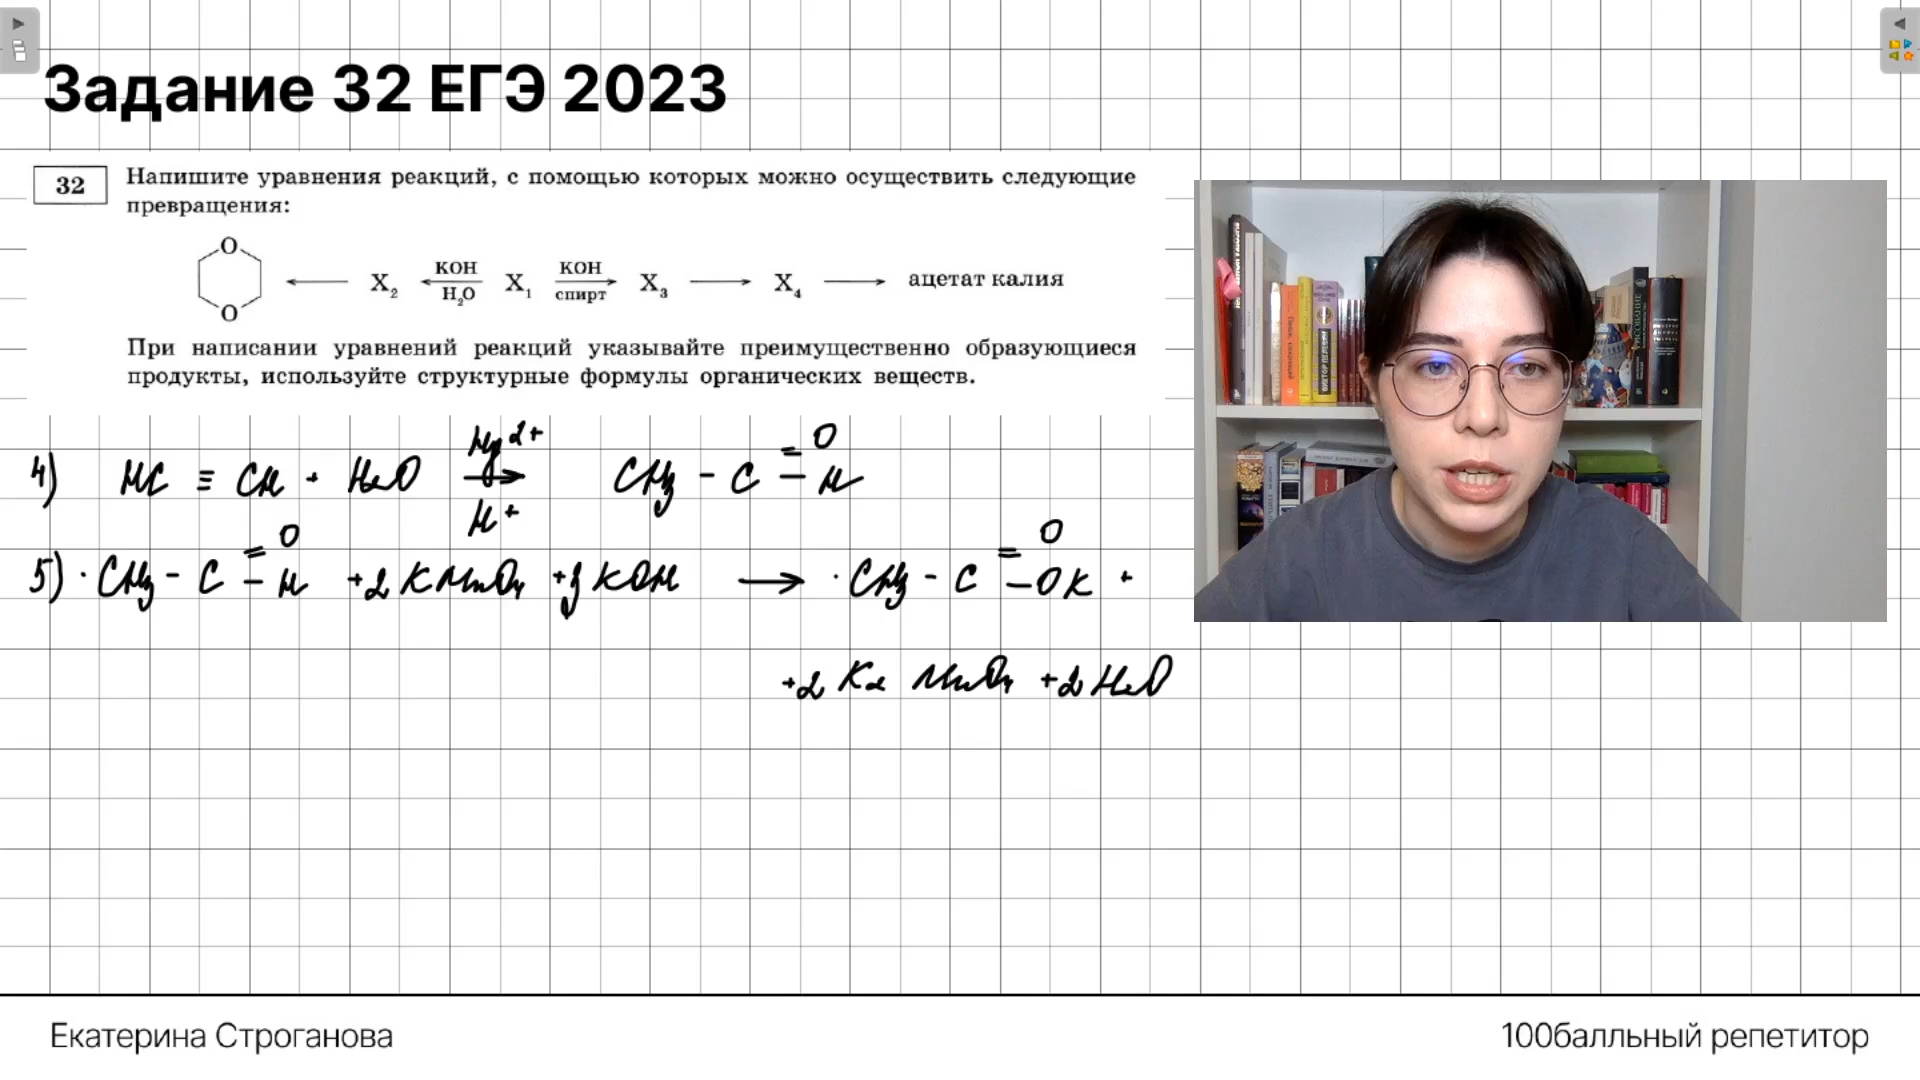 Задание 32 ЕГЭ 2023
32 Напишите уравнения реакций, с помощью которых можно осуществить следующие
превращения:
O
O ← X₂ ←(KOH / H₂O) X₁ →(KOH / спирт) X₃ → X₄ → ацетат калия
При написании уравнений реакций указывайте преимущественно образующиеся
продукты, используйте структурные формулы органических веществ.
4) HC ≡ CH + H₂O →(Hg²⁺ / H⁺) CH₃ - C =O -H
5) · CH₃ - C =O -H + 2 KMnO₄ + 3 KOH → · CH₃ - C =O -OK +
+ 2 K₂MnO₄ + 2 H₂O
Екатерина Строганова
100балльный репетитор